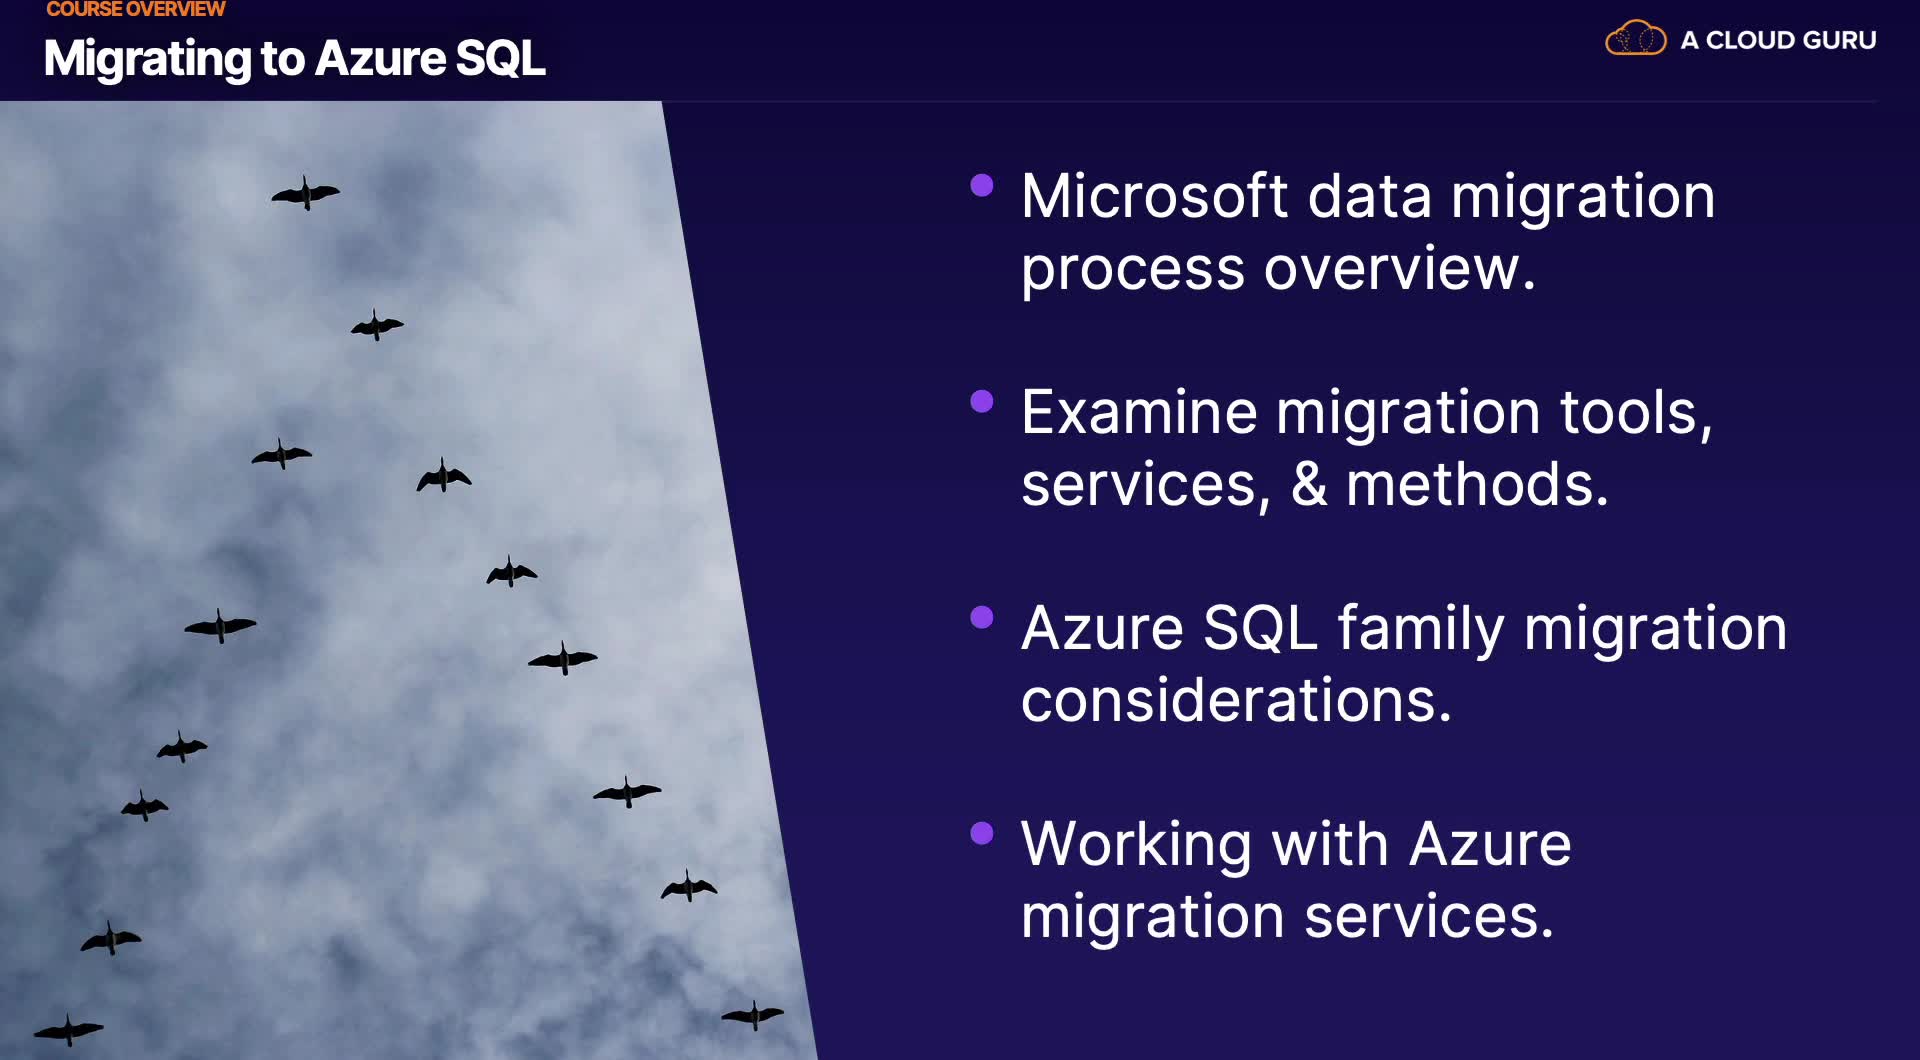 COURSE OVERVIEW
Migrating to Azure SQL
A CLOUD GURU
Microsoft data migration
process overview.
Examine migration tools,
services, & methods.
Azure SQL family migration
considerations.
Working with Azure
migration services.